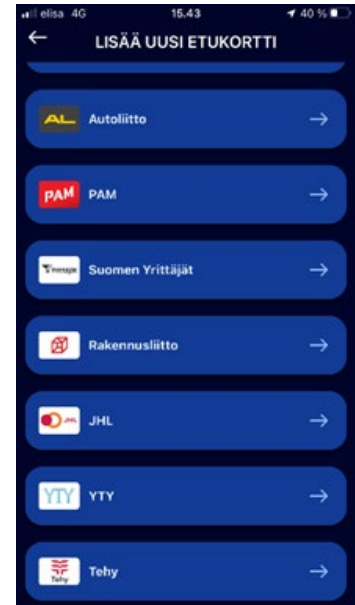 elisa 4G 15.43 40 %
LISÄÄ UUSI ETUKORTTI
AL Autoliitto
PAM PAM
Suomen Yrittäjät
Rakennusliitto
JHL
YTY YTY
Tehy Tehy